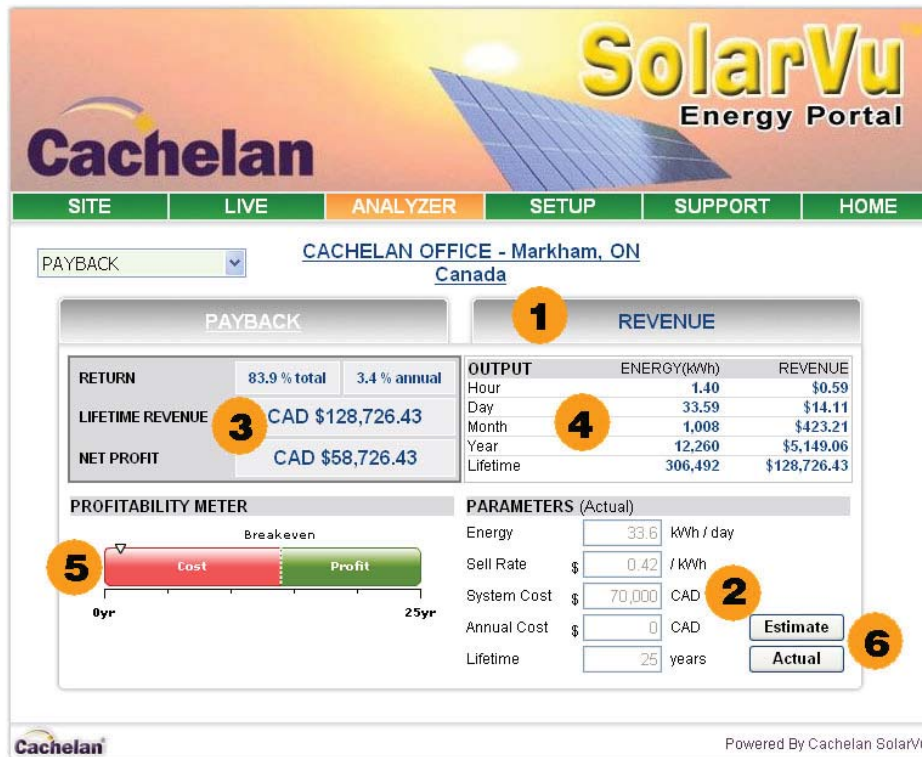 SolarVu
Energy Portal
Cachelan
SITE LIVE ANALYZER SETUP SUPPORT HOME
PAYBACK
CACHELAN OFFICE - Markham, ON
Canada
PAYBACK
1 REVENUE
RETURN 83.9 % total 3.4 % annual
LIFETIME REVENUE 3 CAD $128,726.43
NET PROFIT CAD $58,726.43
OUTPUT ENERGY(kWh) REVENUE
Hour 1.40 $0.59
Day 33.59 $14.11
Month 4 1,008 $423.21
Year 12,260 $5,149.06
Lifetime 306,492 $128,726.43
PROFITABILITY METER
Breakeven
5 Cost Profit
0yr 25yr
PARAMETERS (Actual)
Energy 33.6 kWh / day
Sell Rate $ 0.42 / kWh
System Cost $ 70,000 CAD 2
Annual Cost $ 0 CAD Estimate
6
Lifetime 25 years Actual
Cachelan
Powered By Cachelan SolarVu